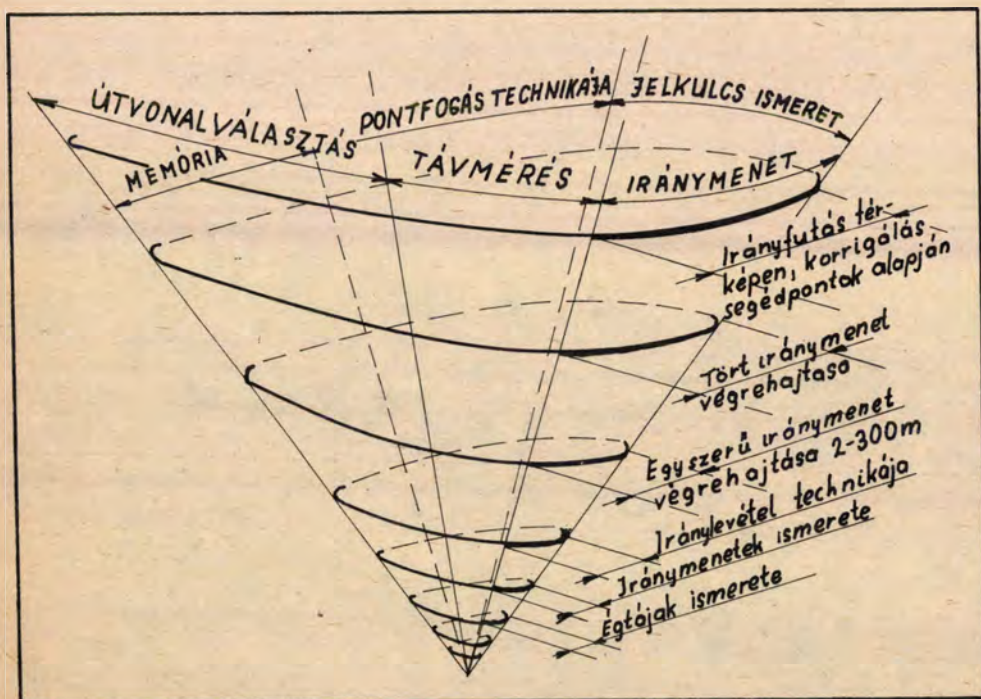 ÚTVONALVÁLASZTÁS
PONTFOGÁS TECHNIKÁJA
JELKULCS ISMERET
MEMÓRIA
TÁVMÉRÉS
IRÁNYMENET
Irányfutás tér-
képen, korrigálás
segédpontok alapján
Tört iránymenet
végrehajtasa
Egyszerű iránymenet
végrehajtása 2-300m
Iránylevétel technikája
Iránymenetek ismerete
Égtájak ismerete